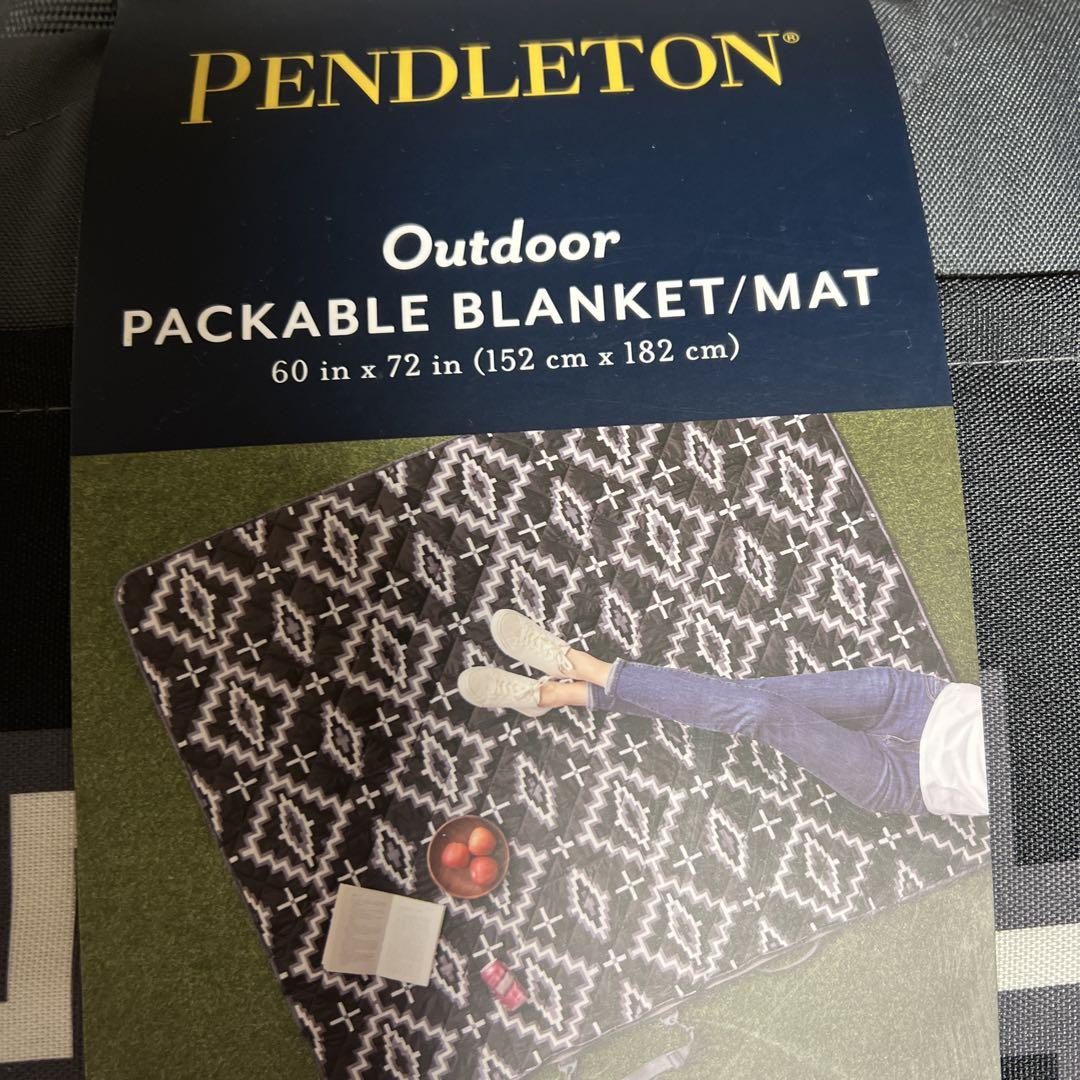 PENDLETON®
Outdoor
PACKABLE BLANKET/MAT
60 in x 72 in (152 cm x 182 cm)